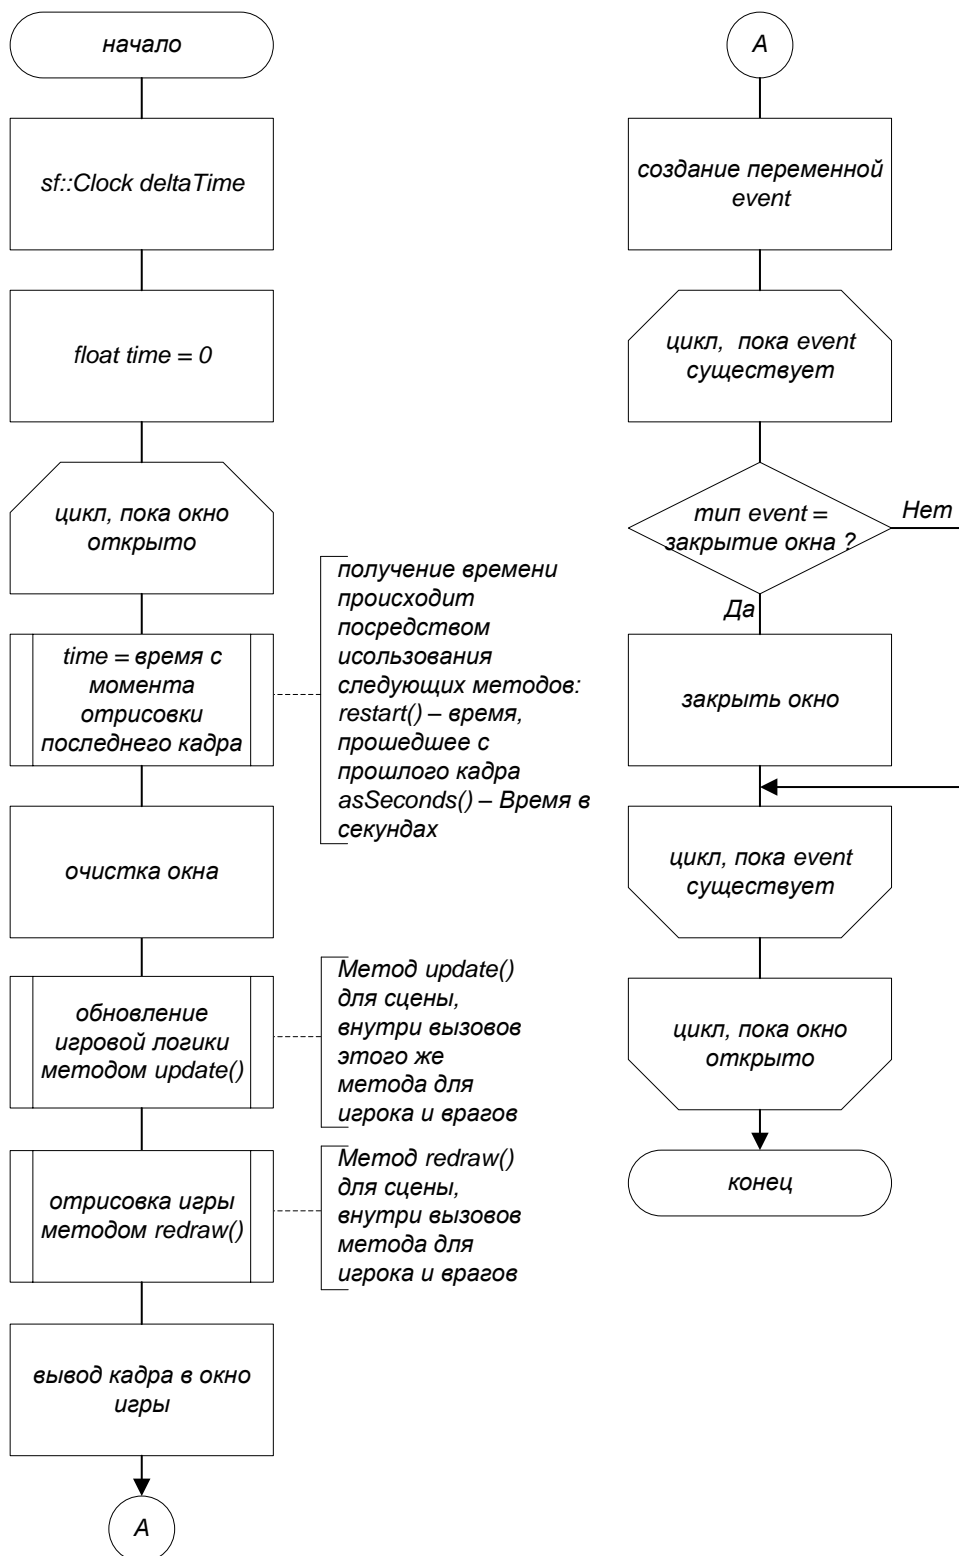 начало
sf::Clock deltaTime
float time = 0
цикл, пока окно
открыто
time = время с
момента
отрисовки
последнего кадра
получение времени
происходит
посредством
исользования
следующих методов:
restart() – время,
прошедшее с
прошлого кадра
asSeconds() – Время в
секундах
очистка окна
обновление
игровой логики
методом update()
Метод update()
для сцены,
внутри вызовов
этого же
метода для
игрока и врагов
отрисовка игры
методом redraw()
Метод redraw()
для сцены,
внутри вызовов
метода для
игрока и врагов
вывод кадра в окно
игры
А
А
создание переменной
event
цикл, пока event
существует
тип event =
закрытие окна ?
Нет
Да
закрыть окно
цикл, пока event
существует
цикл, пока окно
открыто
конец